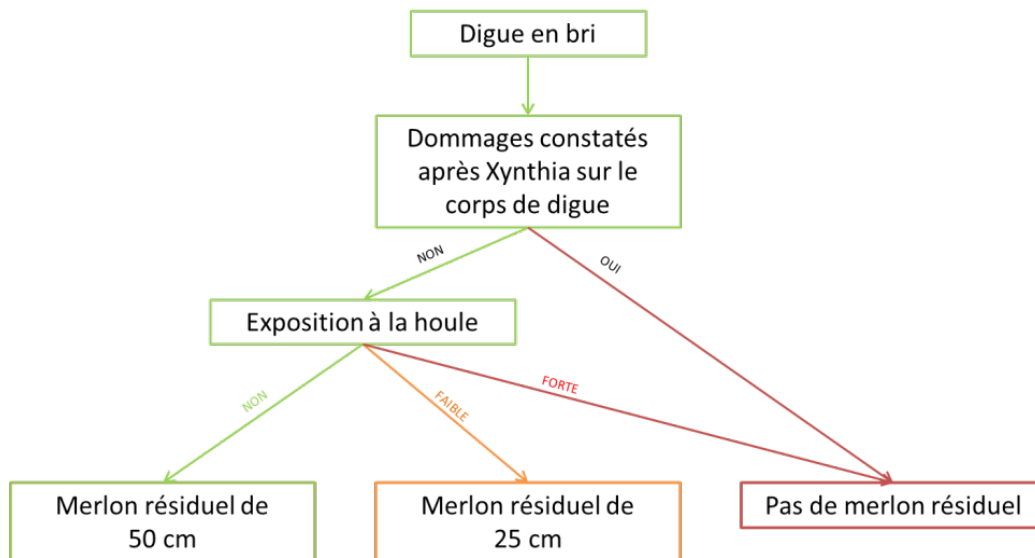 Digue en bri
Dommages constatés
après Xynthia sur le
corps de digue
NON
OUI
Exposition à la houle
NON
FAIBLE
FORTE
Merlon résiduel de
50 cm
Merlon résiduel de
25 cm
Pas de merlon résiduel